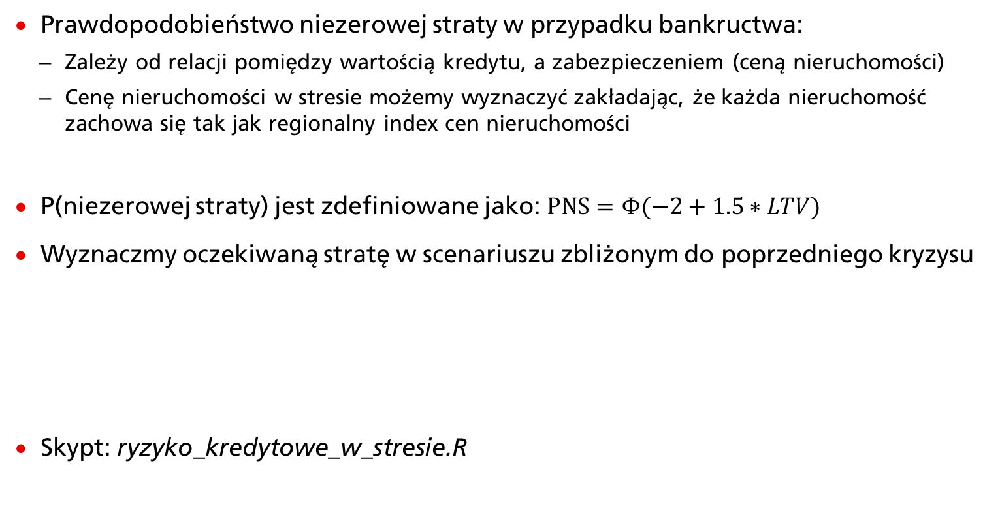 • Prawdopodobieństwo niezerowej straty w przypadku bankructwa:
– Zależy od relacji pomiędzy wartością kredytu, a zabezpieczeniem (ceną nieruchomości)
– Cenę nieruchomości w stresie możemy wyznaczyć zakładając, że każda nieruchomość
zachowa się tak jak regionalny index cen nieruchomości
• P(niezerowej straty) jest zdefiniowane jako: PNS = Φ(−2 + 1.5 ∗ LTV)
• Wyznaczmy oczekiwaną stratę w scenariuszu zbliżonym do poprzedniego kryzysu
• Skypt: ryzyko_kredytowe_w_stresie.R